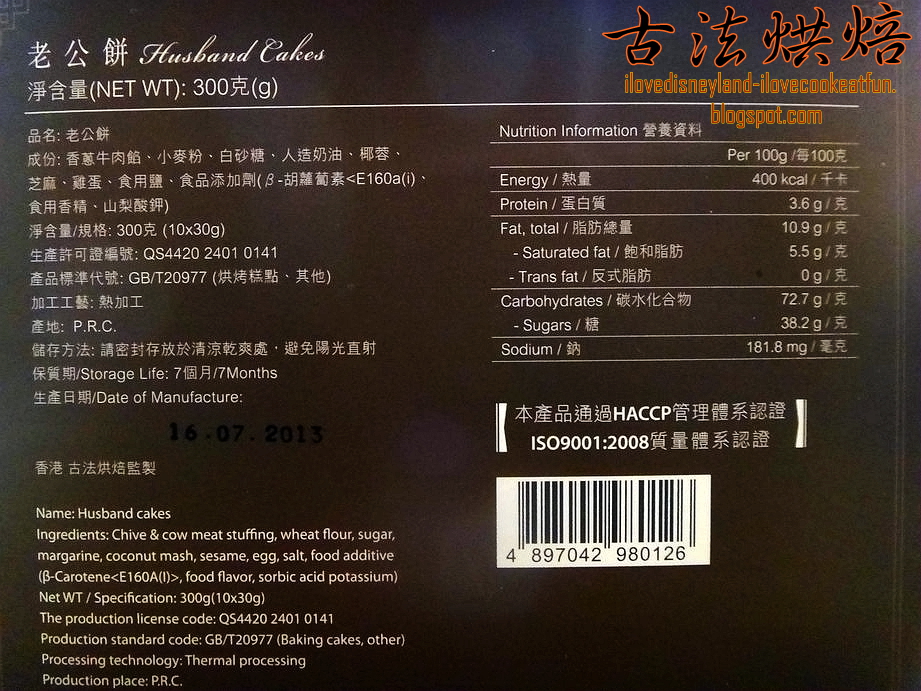 老公餅 Husband Cakes
淨含量(NET WT): 300克(g)
古法烘焙
ilovedisneyland-ilovecookeatfun.
blogspot.com
品名: 老公餅
成份: 香蔥牛肉餡、小麥粉、白砂糖、人造奶油、椰蓉、
芝麻、雞蛋、食用鹽、食品添加劑(β-胡蘿蔔素<E160a(i)、
食用香精、山梨酸鉀)
淨含量/規格: 300克 (10x30g)
生產許可證編號: QS4420 2401 0141
產品標準代號: GB/T20977 (烘烤糕點、其他)
加工工藝: 熱加工
產地: P.R.C.
儲存方法: 請密封存放於清涼乾爽處，避免陽光直射
保質期/Storage Life: 7個月/7Months
生產日期/Date of Manufacture:
16.07.2013
香港 古法烘焙監製
Name: Husband cakes
Ingredients: Chive & cow meat stuffing, wheat flour, sugar,
margarine, coconut mash, sesame, egg, salt, food additive
(β-Carotene<E160A(I)>, food flavor, sorbic acid potassium)
Net WT / Specification: 300g(10x30g)
The production license code: QS4420 2401 0141
Production standard code: GB/T20977 (Baking cakes, other)
Processing technology: Thermal processing
Production place: P.R.C.
Nutrition Information 營養資料
Per 100g /每100克
Energy / 熱量 400 kcal / 千卡
Protein / 蛋白質 3.6 g / 克
Fat, total / 脂肪總量 10.9 g / 克
- Saturated fat / 飽和脂肪 5.5 g / 克
- Trans fat / 反式脂肪 0 g / 克
Carbohydrates / 碳水化合物 72.7 g / 克
- Sugars / 糖 38.2 g / 克
Sodium / 鈉 181.8 mg / 毫克
本產品通過HACCP管理體系認證
ISO9001:2008質量體系認證
4 897042 980126